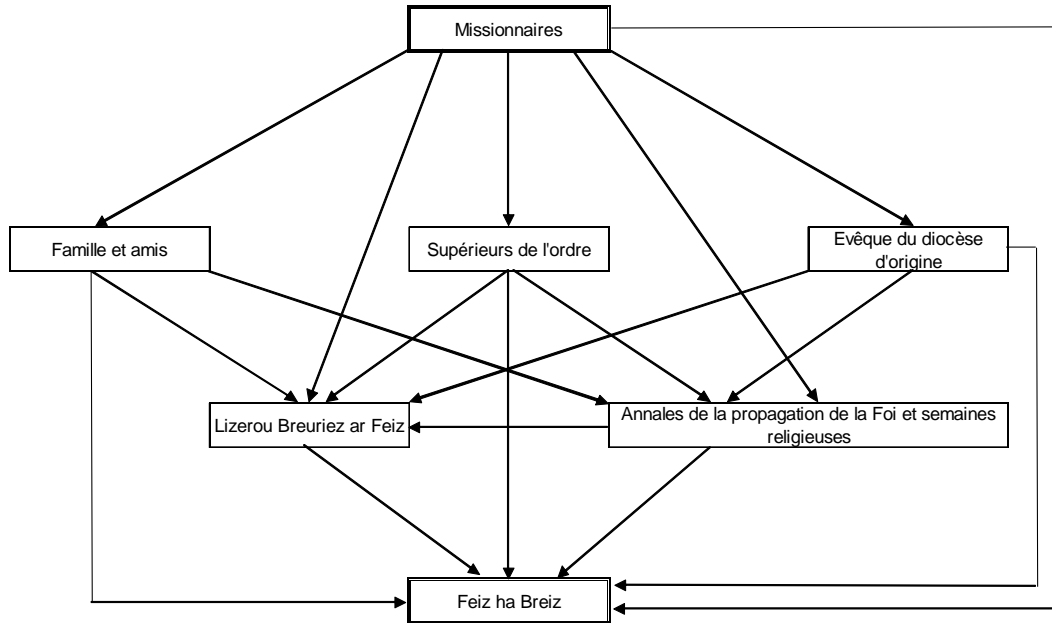 Missionnaires
Famille et amis
Supérieurs de l'ordre
Evêque du diocèse
d'origine
Lizerou Breuriez ar Feiz
Annales de la propagation de la Foi et semaines
religieuses
Feiz ha Breiz